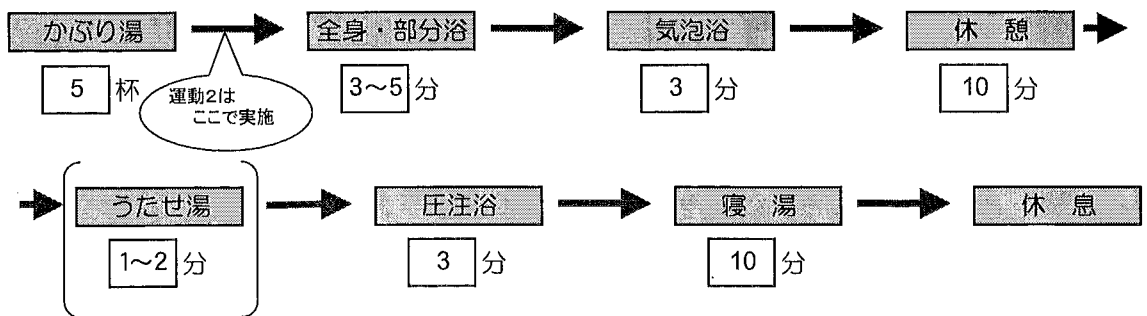 かぶり湯 全身・部分浴 気泡浴 休憩
5 杯 3〜5 分 3 分 10 分
運動2は
ここで実施
うたせ湯 圧注浴 寝湯 休息
1〜2 分 3 分 10 分